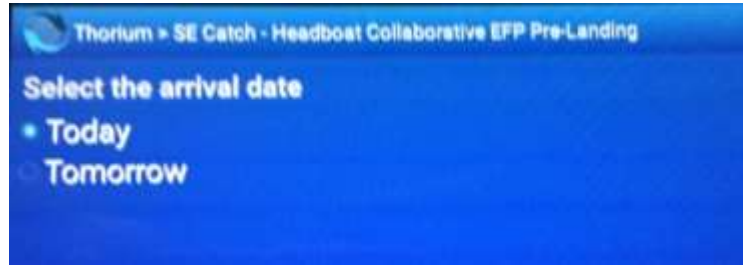 Thorium > SE Catch - Headboat Collaborative EFP Pre-Landing
Select the arrival date
Today
Tomorrow